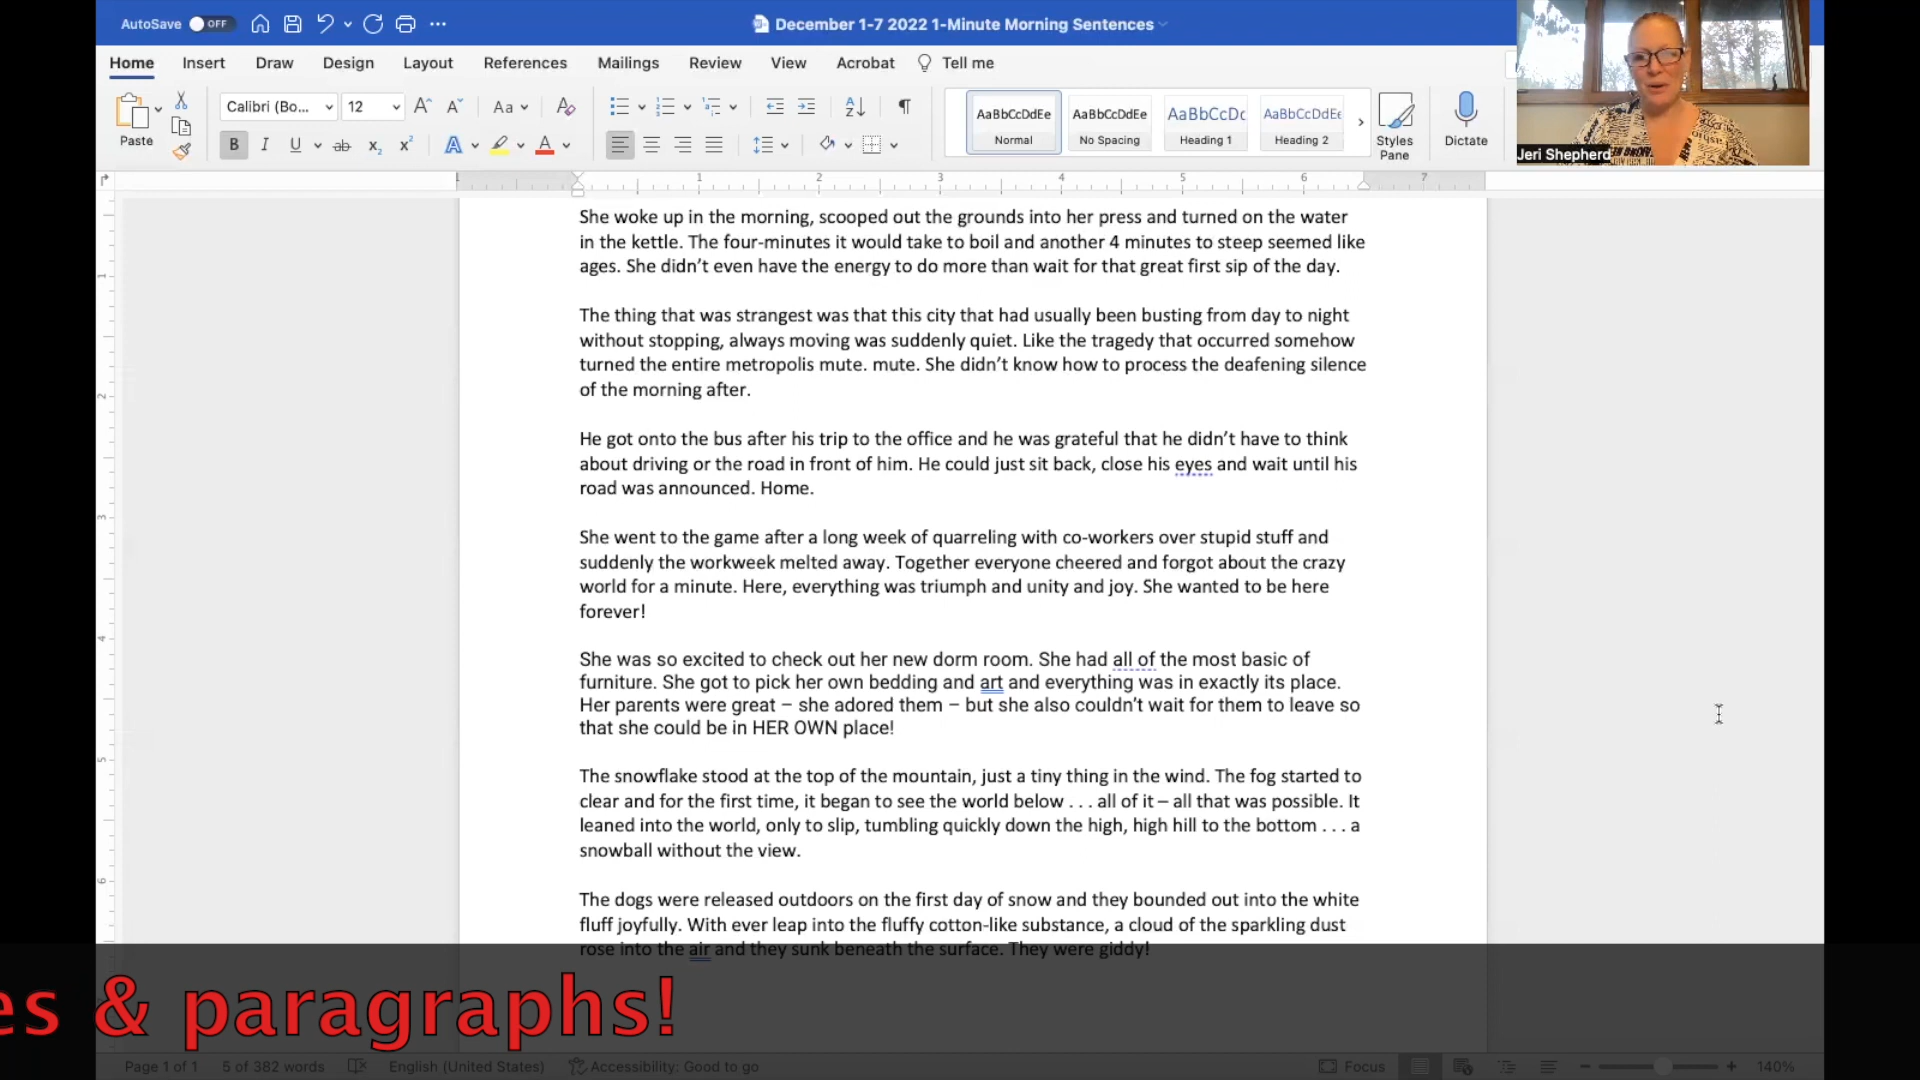 AutoSave OFF December 1-7 2022 1-Minute Morning Sentences
Home Insert Draw Design Layout References Mailings Review View Acrobat Tell me
Paste Calibri (Bo... 12 Aa
AaBbCcDdEe AaBbCcDdEe AaBbCcDc AaBbCcDdEe
Normal No Spacing Heading 1 Heading 2
Styles Pane
Dictate
Jeri Shepherd
1 1 2 3 4 5 6 7
She woke up in the morning, scooped out the grounds into her press and turned on the water
in the kettle. The four-minutes it would take to boil and another 4 minutes to steep seemed like
ages. She didn’t even have the energy to do more than wait for that great first sip of the day.
The thing that was strangest was that this city that had usually been busting from day to night
without stopping, always moving was suddenly quiet. Like the tragedy that occurred somehow
turned the entire metropolis mute. mute. She didn’t know how to process the deafening silence
of the morning after.
He got onto the bus after his trip to the office and he was grateful that he didn’t have to think
about driving or the road in front of him. He could just sit back, close his eyes and wait until his
road was announced. Home.
She went to the game after a long week of quarreling with co-workers over stupid stuff and
suddenly the workweek melted away. Together everyone cheered and forgot about the crazy
world for a minute. Here, everything was triumph and unity and joy. She wanted to be here
forever!
She was so excited to check out her new dorm room. She had all of the most basic of
furniture. She got to pick her own bedding and art and everything was in exactly its place.
Her parents were great – she adored them – but she also couldn’t wait for them to leave so
that she could be in HER OWN place!
The snowflake stood at the top of the mountain, just a tiny thing in the wind. The fog started to
clear and for the first time, it began to see the world below . . . all of it – all that was possible. It
leaned into the world, only to slip, tumbling quickly down the high, high hill to the bottom . . . a
snowball without the view.
The dogs were released outdoors on the first day of snow and they bounded out into the white
fluff joyfully. With ever leap into the fluffy cotton-like substance, a cloud of the sparkling dust
rose into the air and they sunk beneath the surface. They were giddy!
es & paragraphs!
Page 1 of 1 5 of 382 words English (United States) Accessibility: Good to go Focus 140%